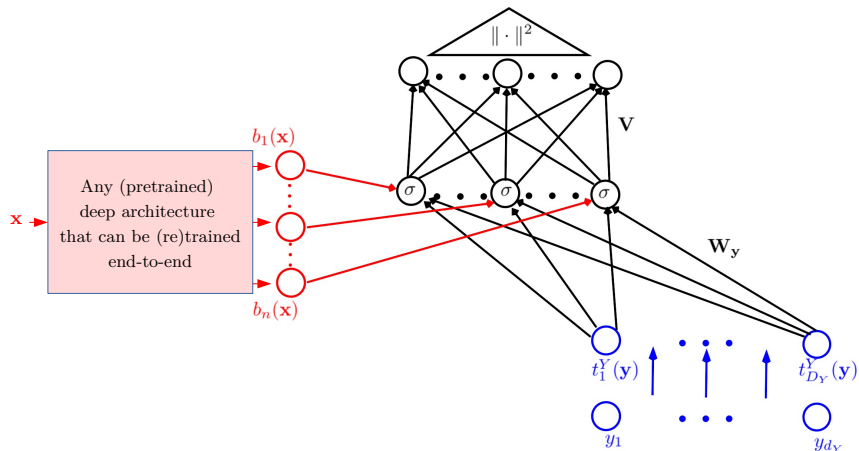 ‖ · ‖²
b₁(𝐱)
𝐕
Any (pretrained)
deep architecture
that can be (re)trained
end-to-end
σ σ σ
𝐱
𝐖_𝐲
bₙ(𝐱)
t₁^Y(𝐲) t_{D_Y}^Y(𝐲)
y₁ y_{d_Y}